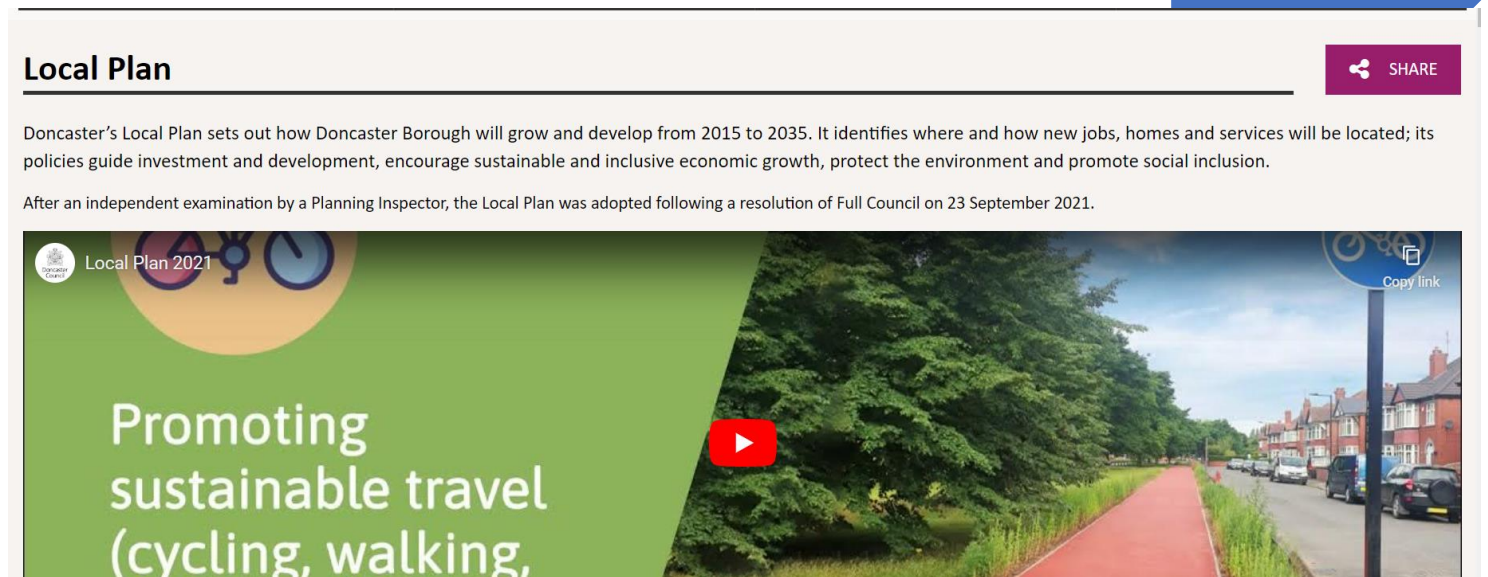 Local Plan
SHARE
Doncaster’s Local Plan sets out how Doncaster Borough will grow and develop from 2015 to 2035. It identifies where and how new jobs, homes and services will be located; its
policies guide investment and development, encourage sustainable and inclusive economic growth, protect the environment and promote social inclusion.
After an independent examination by a Planning Inspector, the Local Plan was adopted following a resolution of Full Council on 23 September 2021.
Doncaster
Council
Local Plan 2021
Copy link
Promoting
sustainable travel
(cycling, walking,